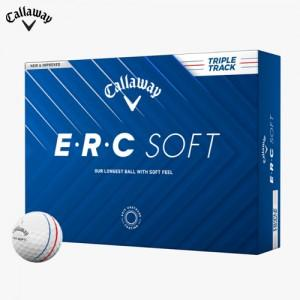 Callaway
NEW & IMPROVED
TRIPLE
TRACK
Callaway
E•R•C SOFT
OUR LONGEST BALL WITH SOFT FEEL